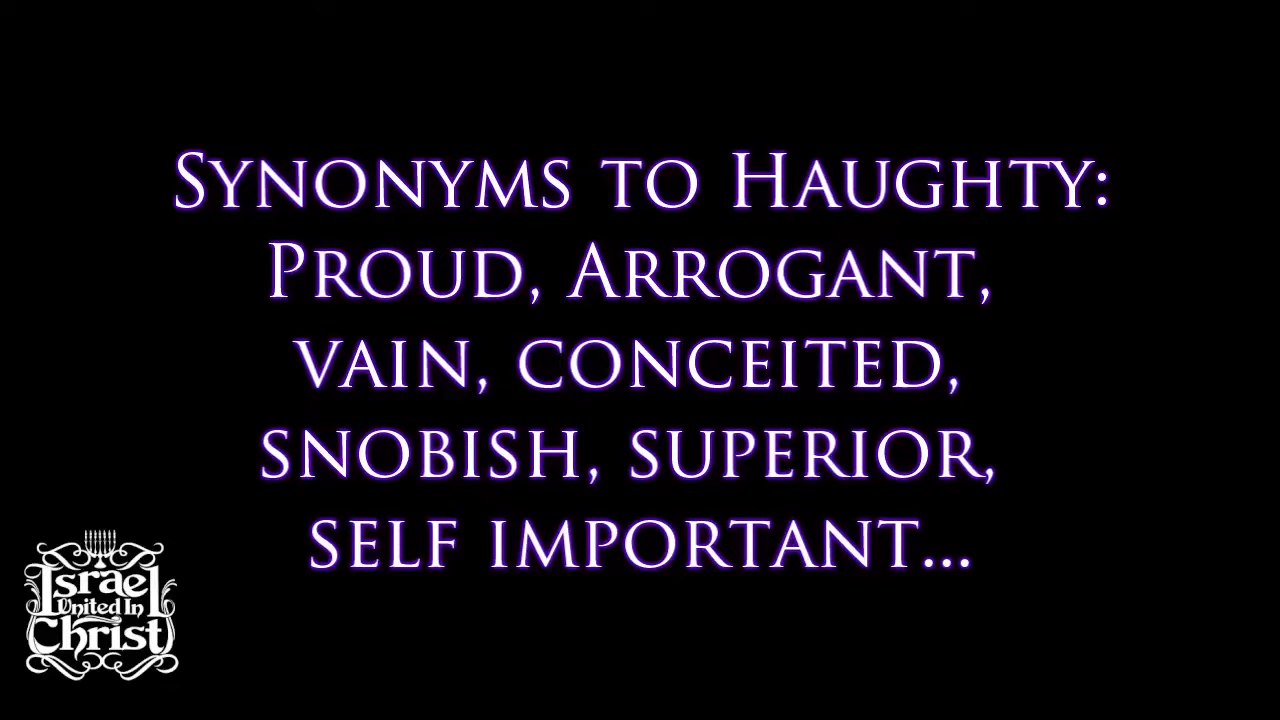 Synonyms to Haughty:
Proud, Arrogant,
vain, conceited,
snobish, superior,
self important...
Israel
United In
Christ